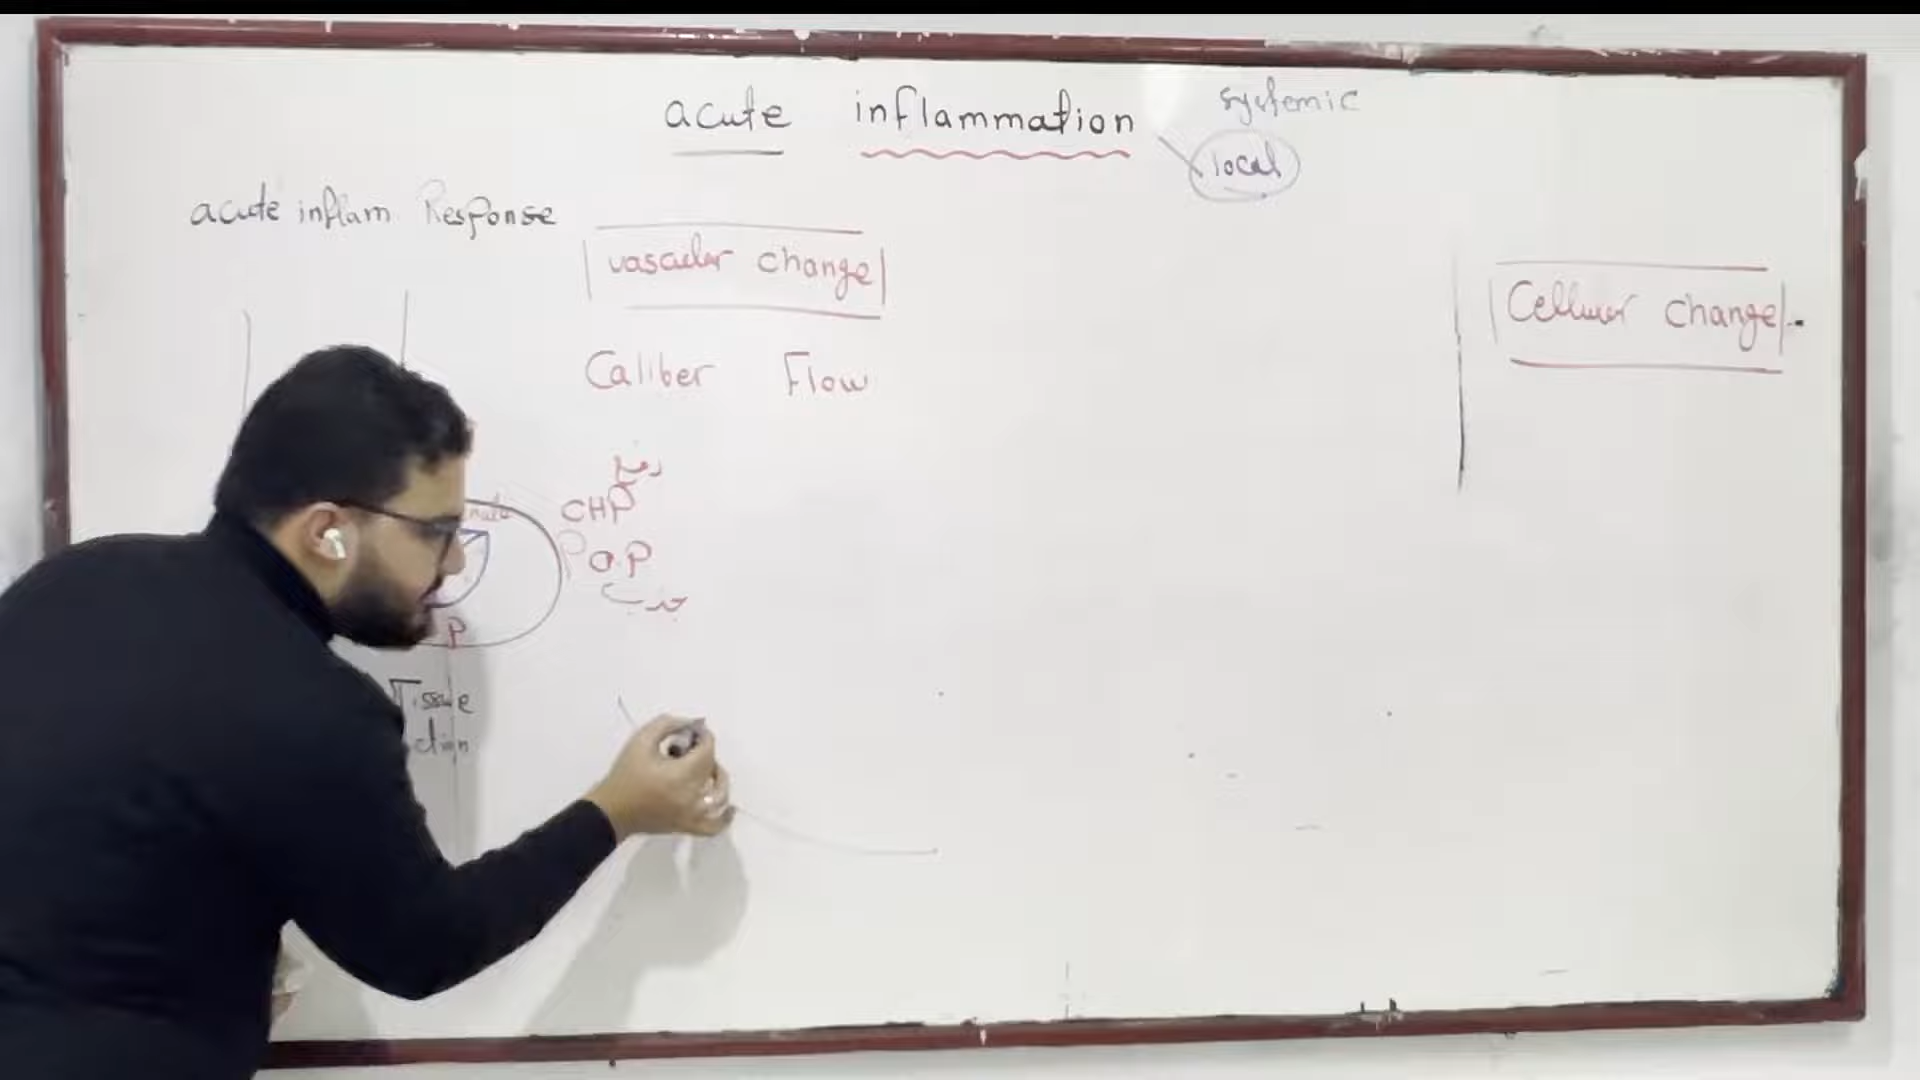 acute inflammation
systemic
local
acute inflam Response
vascular change
Cellular change
Caliber Flow
CHP
O.P
P
Tissue